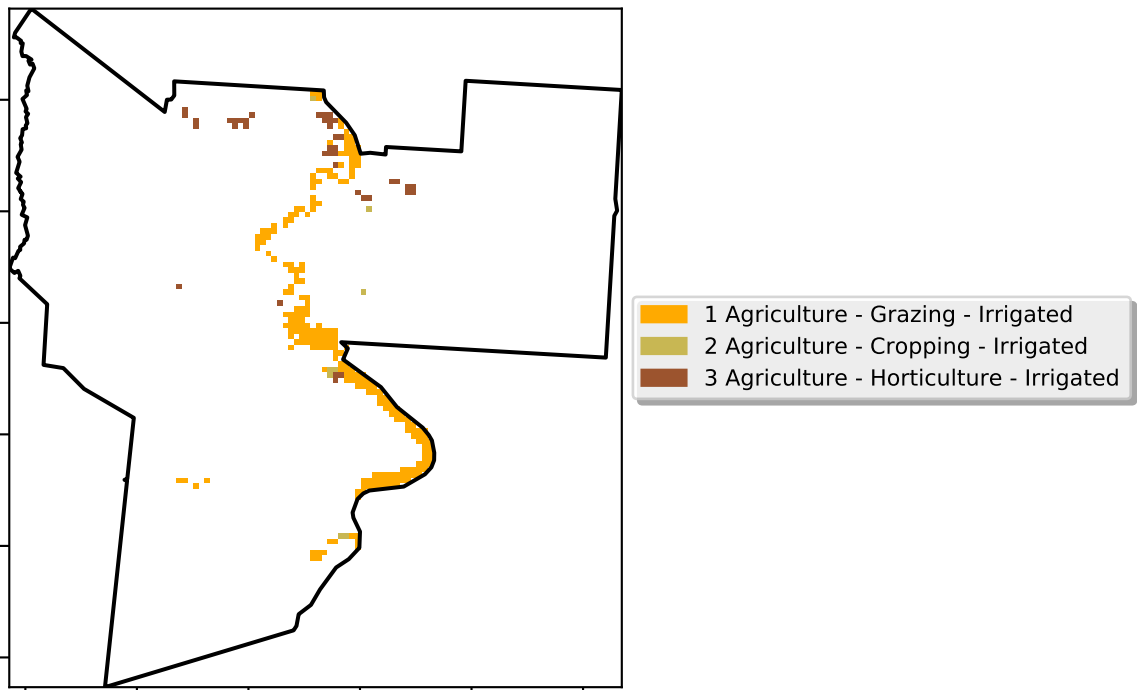 1 Agriculture - Grazing - Irrigated
2 Agriculture - Cropping - Irrigated
3 Agriculture - Horticulture - Irrigated